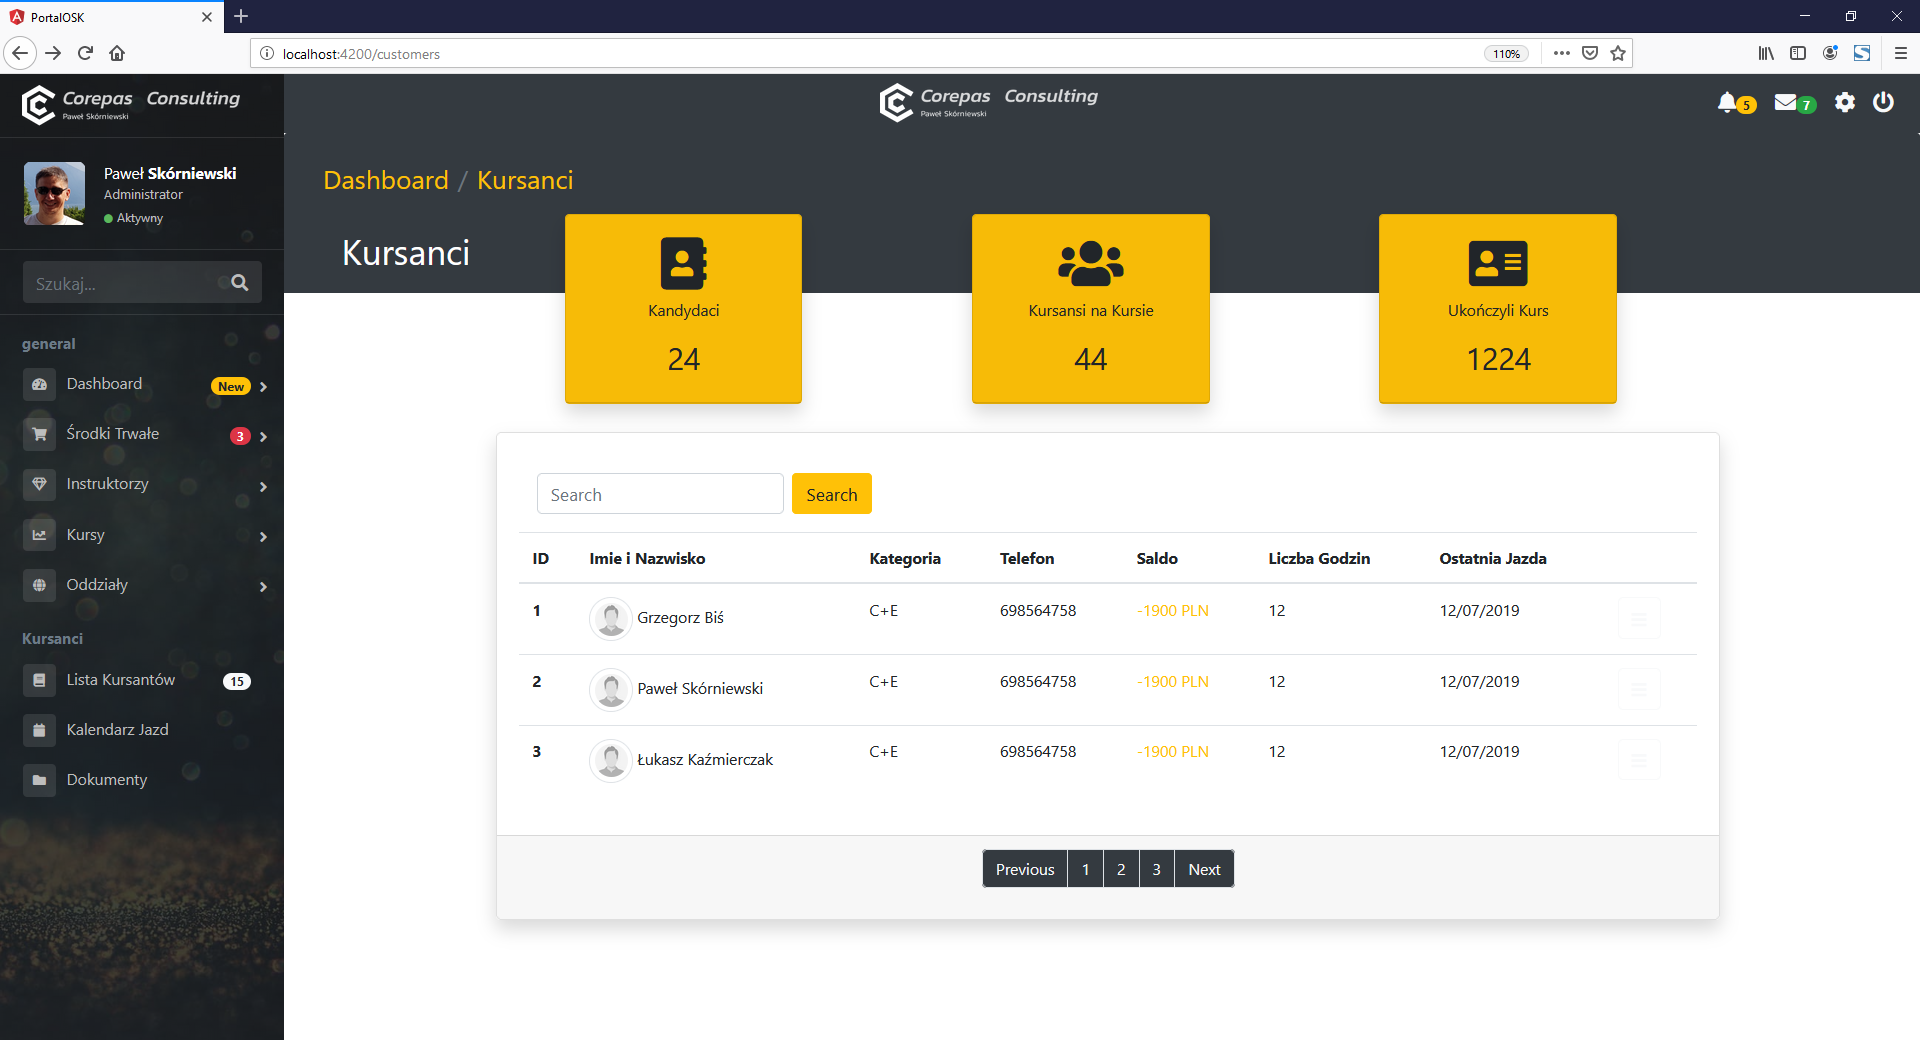 PortalOSK
localhost:4200/customers
110%
Corepas Consulting
Paweł Skórniewski
Corepas Consulting
Paweł Skórniewski
5
7
Paweł Skórniewski
Administrator
Aktywny
Szukaj...
general
Dashboard New
Środki Trwałe 3
Instruktorzy
Kursy
Oddziały
Kursanci
Lista Kursantów 15
Kalendarz Jazd
Dokumenty
Dashboard / Kursanci
Kursanci
Kandydaci
24
Kursansi na Kursie
44
Ukończyli Kurs
1224
Search Search
ID Imie i Nazwisko Kategoria Telefon Saldo Liczba Godzin Ostatnia Jazda
1 Grzegorz Biś C+E 698564758 -1900 PLN 12 12/07/2019
2 Paweł Skórniewski C+E 698564758 -1900 PLN 12 12/07/2019
3 Łukasz Kaźmierczak C+E 698564758 -1900 PLN 12 12/07/2019
Previous 1 2 3 Next